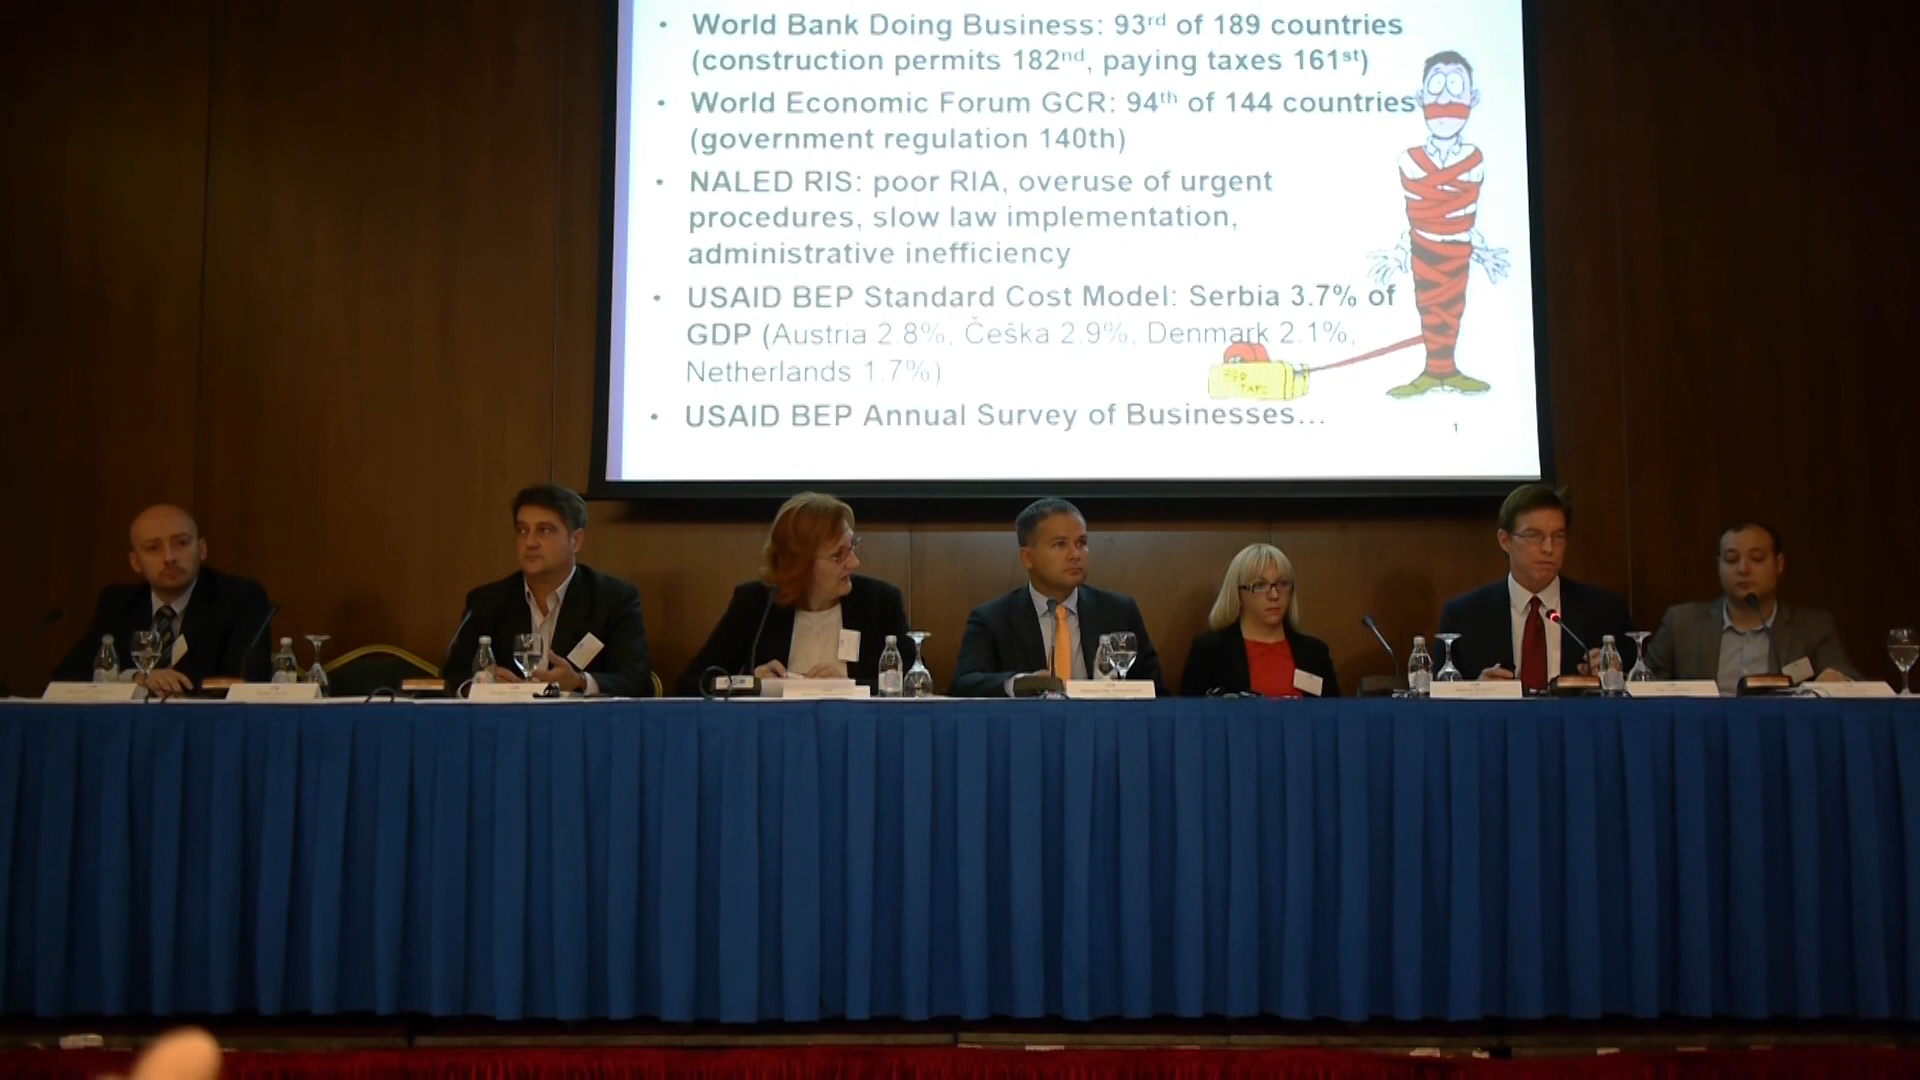 • World Bank Doing Business: 93rd of 189 countries
(construction permits 182nd, paying taxes 161st)
• World Economic Forum GCR: 94th of 144 countries
(government regulation 140th)
• NALED RIS: poor RIA, overuse of urgent
procedures, slow law implementation,
administrative inefficiency
• USAID BEP Standard Cost Model: Serbia 3.7% of
GDP (Austria 2.8%, Češka 2.9%, Denmark 2.1%,
Netherlands 1.7%)
RED
TAPE
• USAID BEP Annual Survey of Businesses...
1